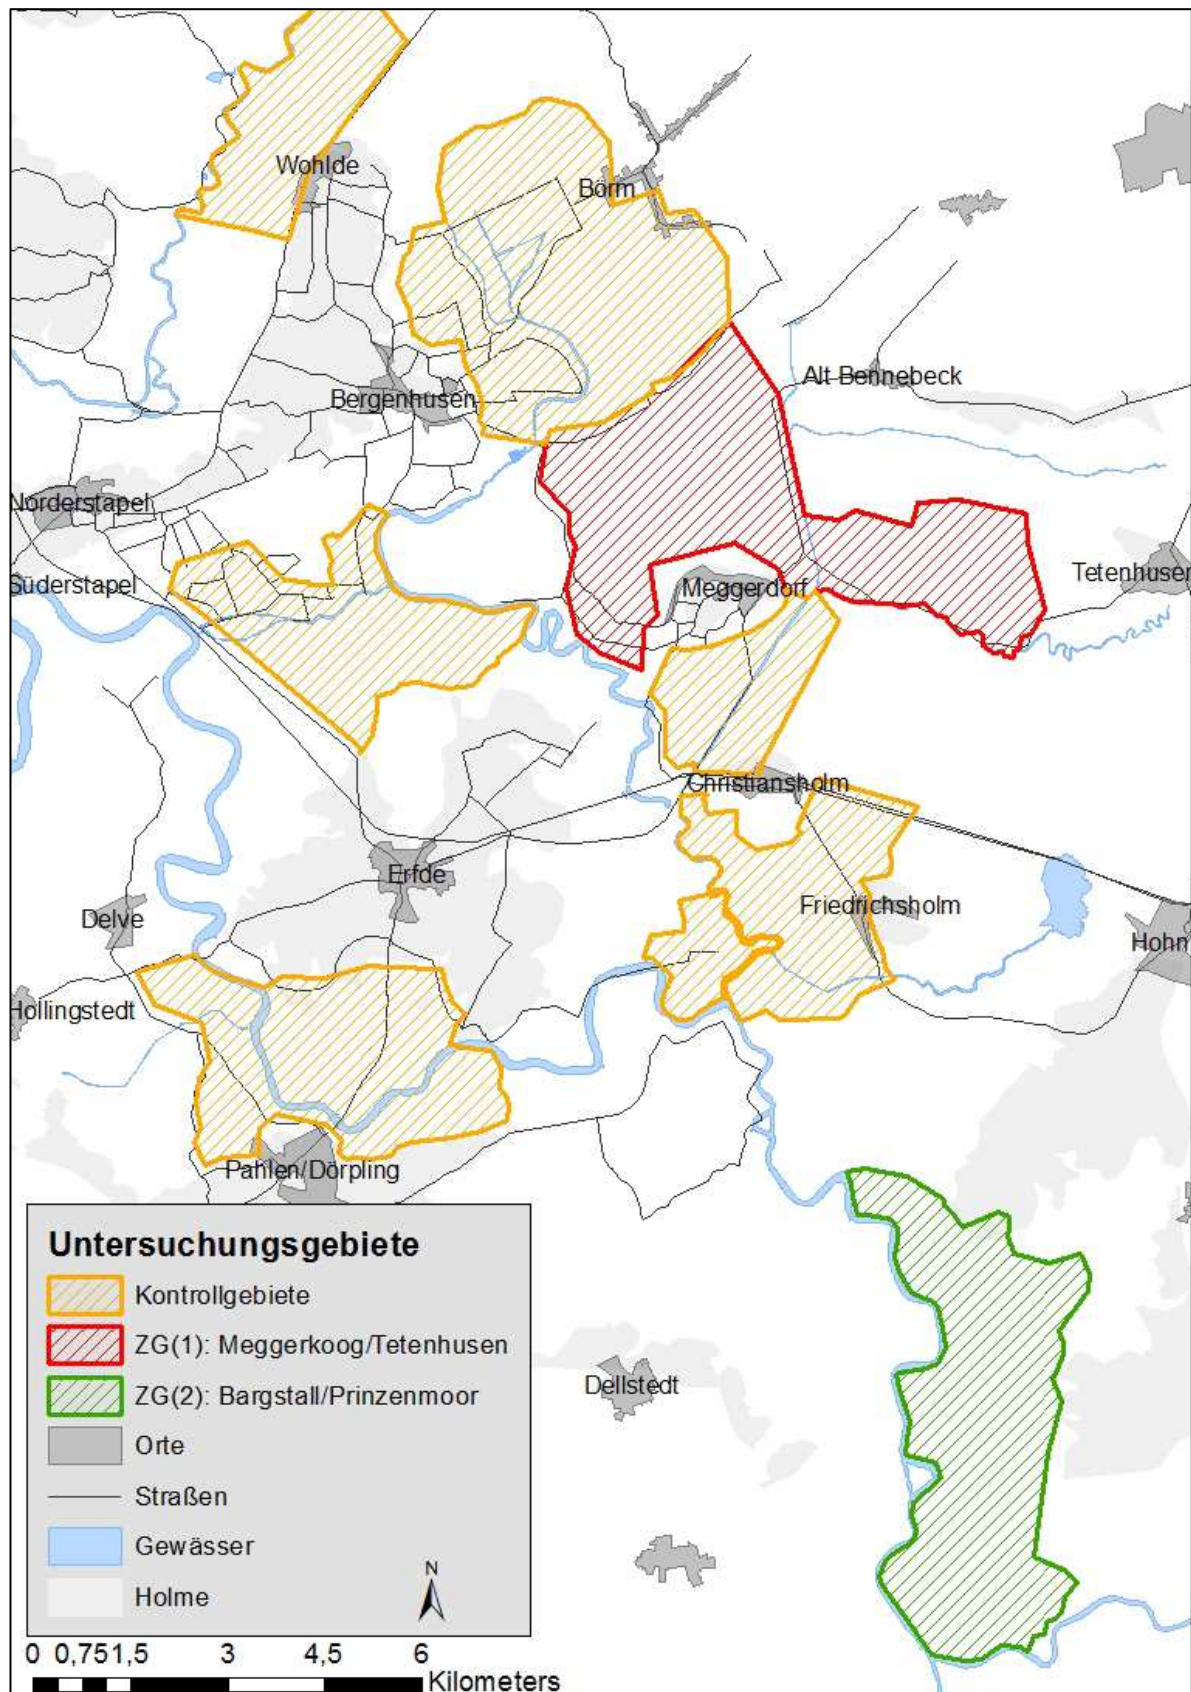 Wohlde
Börm
Alt Bennebeck
Bergenhusen
Norderstapel
Süderstapel
Tetenhusen
Meggerdorf
Christiansholm
Erfde
Friedrichsholm
Delve
Hohn
Hollingstedt
Pahlen/Dörpling
Dellstedt
Untersuchungsgebiete
Kontrollgebiete
ZG(1): Meggerkoog/Tetenhusen
ZG(2): Bargstall/Prinzenmoor
Orte
Straßen
Gewässer
Holme
N
0 0,75 1,5 3 4,5 6
Kilometers